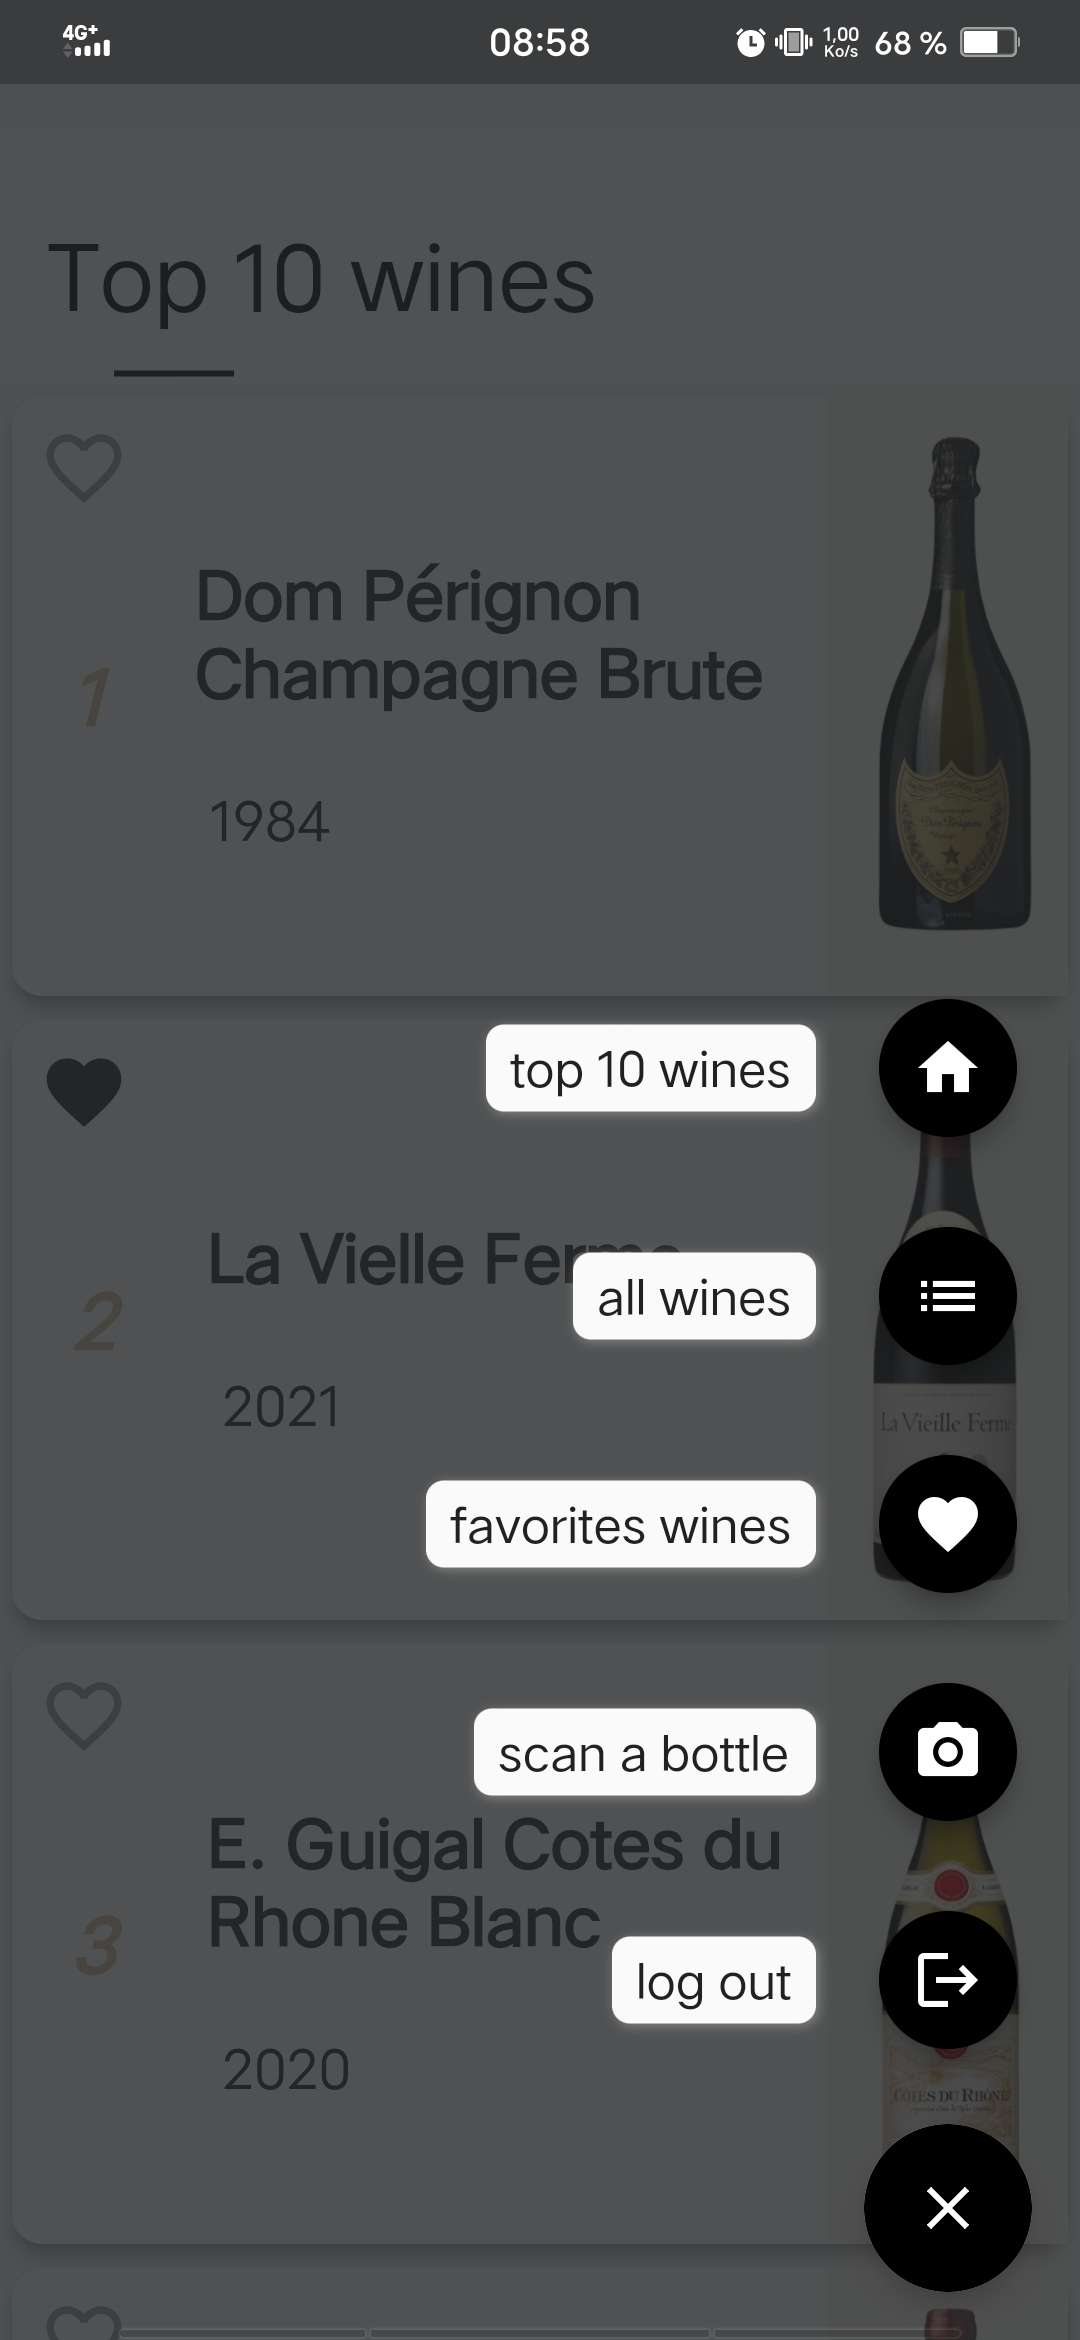 4G+
08:58
1,00
Ko/s
68 %
Top 10 wines
Dom Pérignon
Champagne Brute
1
1984
top 10 wines
La Vielle Ferme
all wines
2
2021
La Vieille Ferme
favorites wines
scan a bottle
E. Guigal Cotes du
Rhone Blanc
3
log out
2020
CÔTES DU RHÔNE